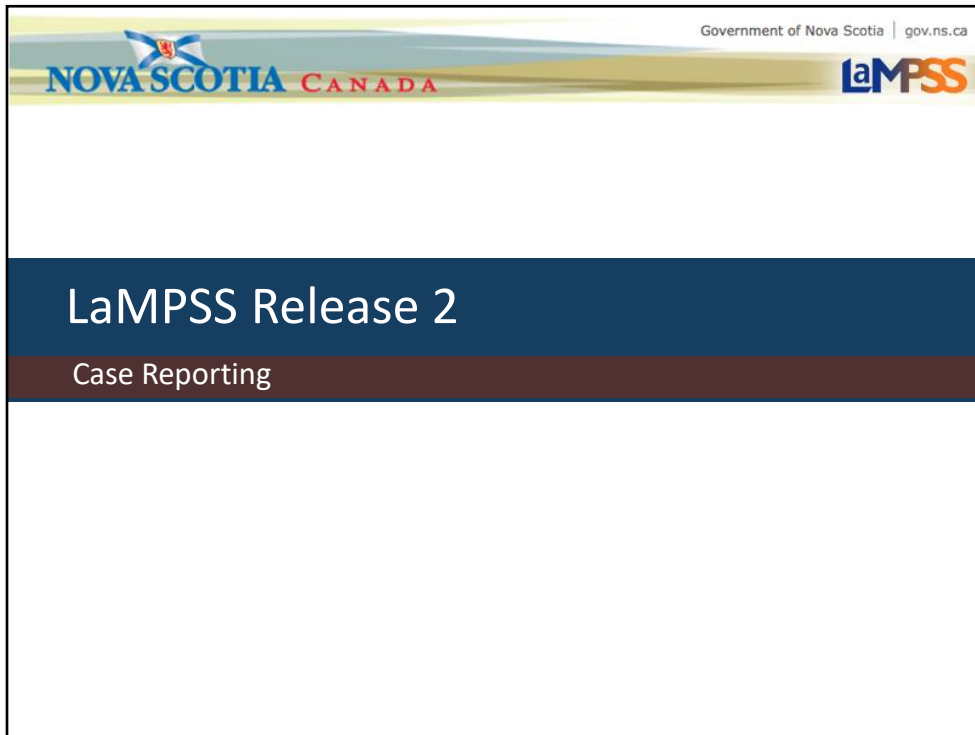 Government of Nova Scotia | gov.ns.ca
NOVA SCOTIA CANADA
LaMPSS
LaMPSS Release 2
Case Reporting